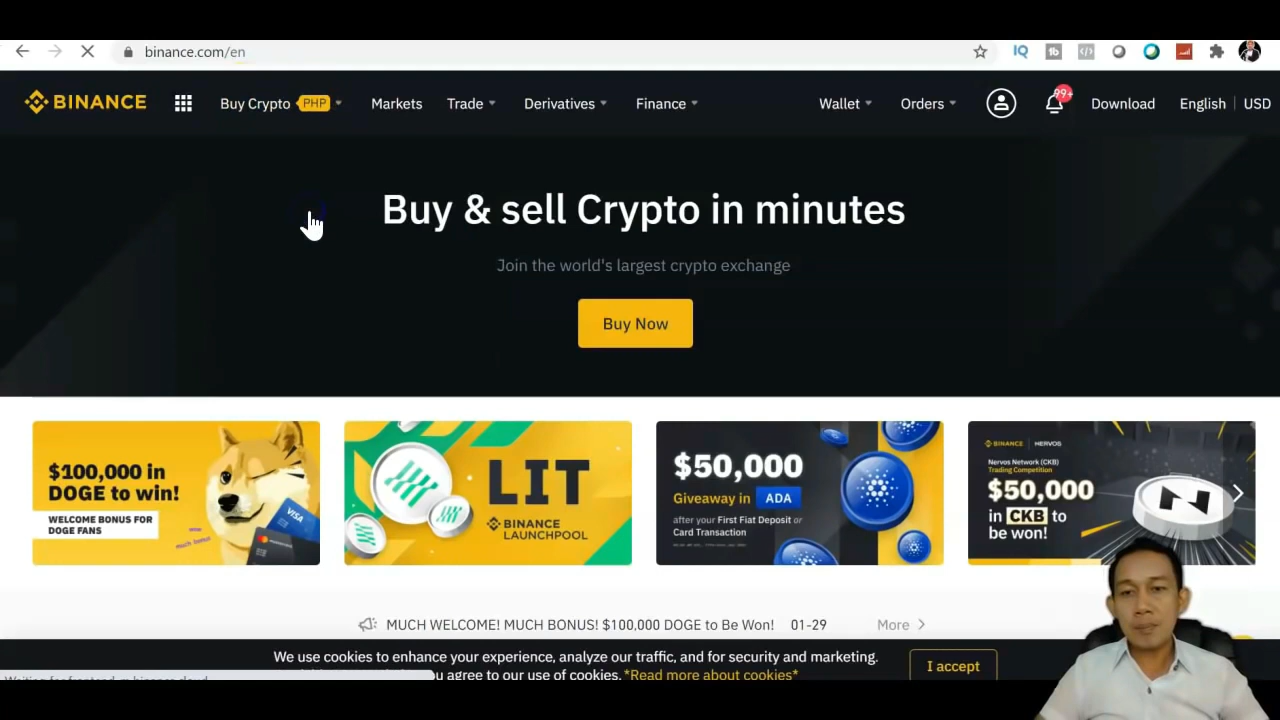 binance.com/en
IQ
tb
BINANCE
Buy Crypto PHP
Markets
Trade
Derivatives
Finance
Wallet
Orders
99+
Download
English
USD
Buy & sell Crypto in minutes
Join the world's largest crypto exchange
Buy Now
$100,000 in
DOGE to win!
WELCOME BONUS FOR
DOGE FANS
much bonus
VISA
LIT
BINANCE
LAUNCHPOOL
$50,000
Giveaway in ADA
after your First Fiat Deposit or
Card Transaction
BINANCE | NERVOS
Nervos Network (CKB)
Trading Competition
$50,000
in CKB to
be won!
MUCH WELCOME! MUCH BONUS! $100,000 DOGE to Be Won! 01-29
More
We use cookies to enhance your experience, analyze our traffic, and for security and marketing.
agree to our use of cookies. *Read more about cookies*
I accept